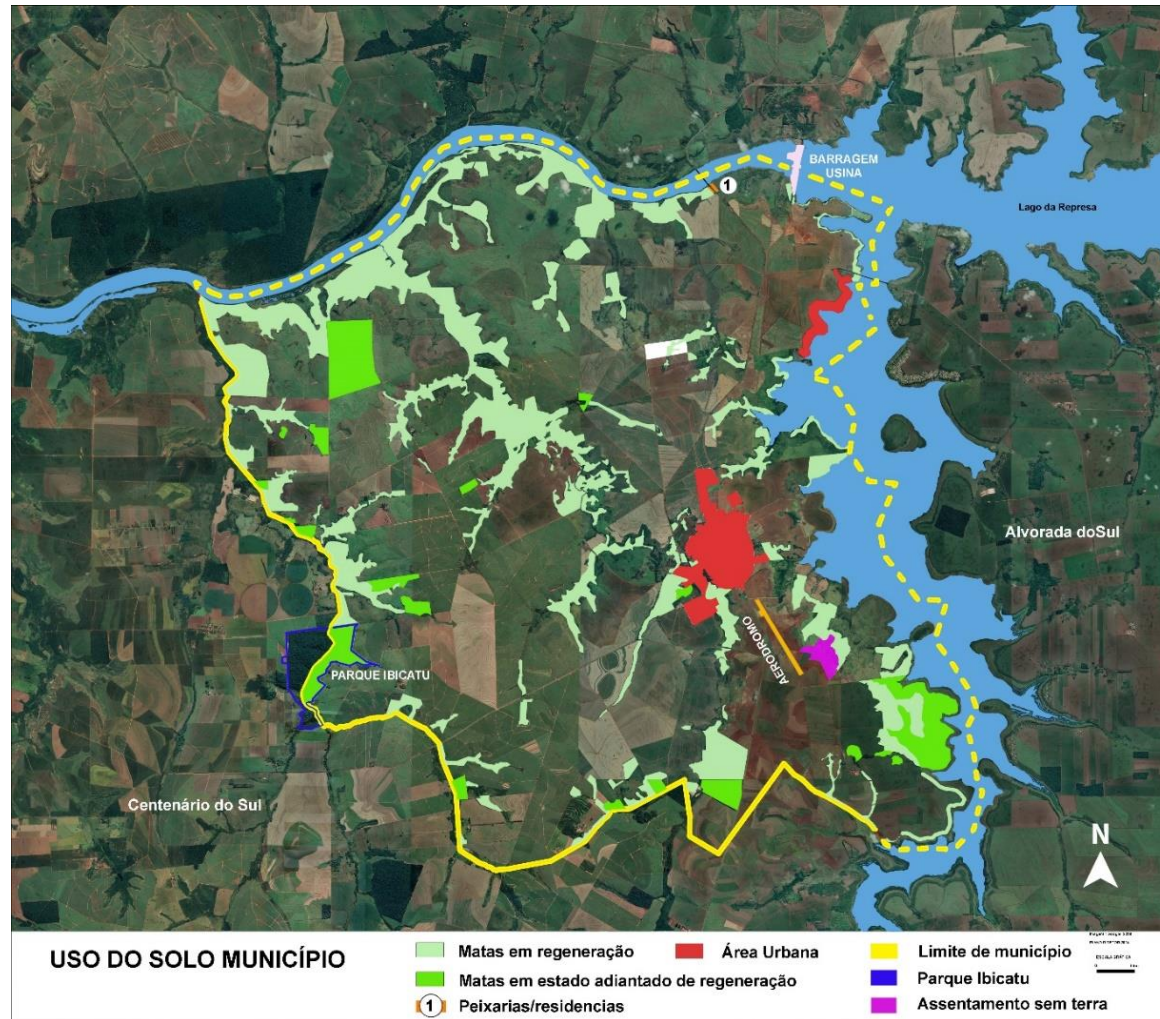 1
BARRAGEM
USINA
Lago da Represa
Alvorada doSul
AERODROMO
PARQUE IBICATU
Centenário do Sul
N
USO DO SOLO MUNICÍPIO
Matas em regeneração
Matas em estado adiantado de regeneração
1 Peixarias/residencias
Área Urbana
Limite de município
Parque Ibicatu
Assentamento sem terra
ESCALA GRÁFICA